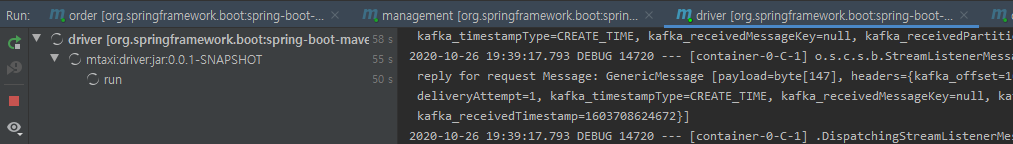 Run: order [org.springframework.boot:spring-boot-... management [org.springframework.boot:sprin... driver [org.springframework.boot:spring-boot-...
driver [org.springframework.boot:spring-boot-mave 58 s
mtaxi:driver:jar:0.0.1-SNAPSHOT 55 s
run 50 s
kafka_timestampType=CREATE_TIME, kafka_receivedMessageKey=null, kafka_receivedPartiti
2020-10-26 19:39:17.793 DEBUG 14720 --- [container-0-C-1] o.s.c.s.b.StreamListenerMessa
reply for request Message: GenericMessage [payload=byte[147], headers={kafka_offset=1
deliveryAttempt=1, kafka_timestampType=CREATE_TIME, kafka_receivedMessageKey=null, ka
kafka_receivedTimestamp=1603708624672}]
2020-10-26 19:39:17.793 DEBUG 14720 --- [container-0-C-1] .DispatchingStreamListenerMes